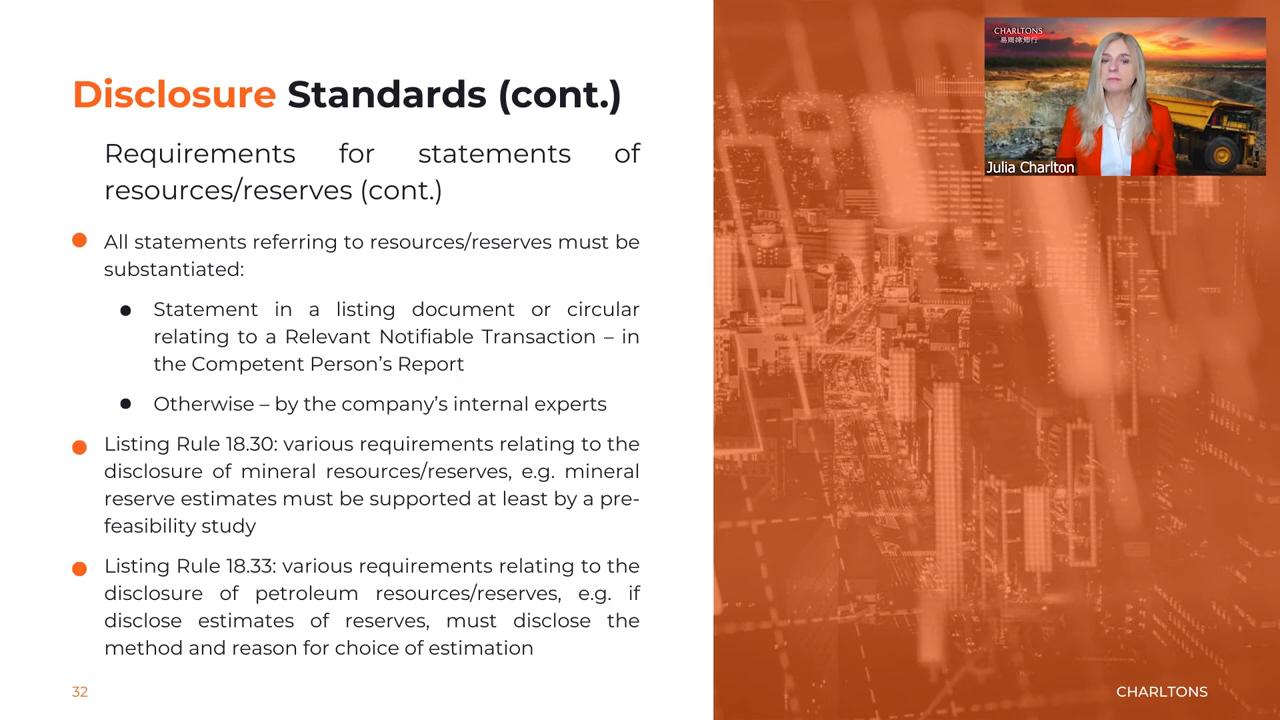 Disclosure Standards (cont.)
Requirements for statements of
resources/reserves (cont.)
All statements referring to resources/reserves must be
substantiated:
Statement in a listing document or circular
relating to a Relevant Notifiable Transaction – in
the Competent Person’s Report
Otherwise – by the company’s internal experts
Listing Rule 18.30: various requirements relating to the
disclosure of mineral resources/reserves, e.g. mineral
reserve estimates must be supported at least by a pre-
feasibility study
Listing Rule 18.33: various requirements relating to the
disclosure of petroleum resources/reserves, e.g. if
disclose estimates of reserves, must disclose the
method and reason for choice of estimation
32
CHARLTONS
易周律师行
Julia Charlton
CHARLTONS